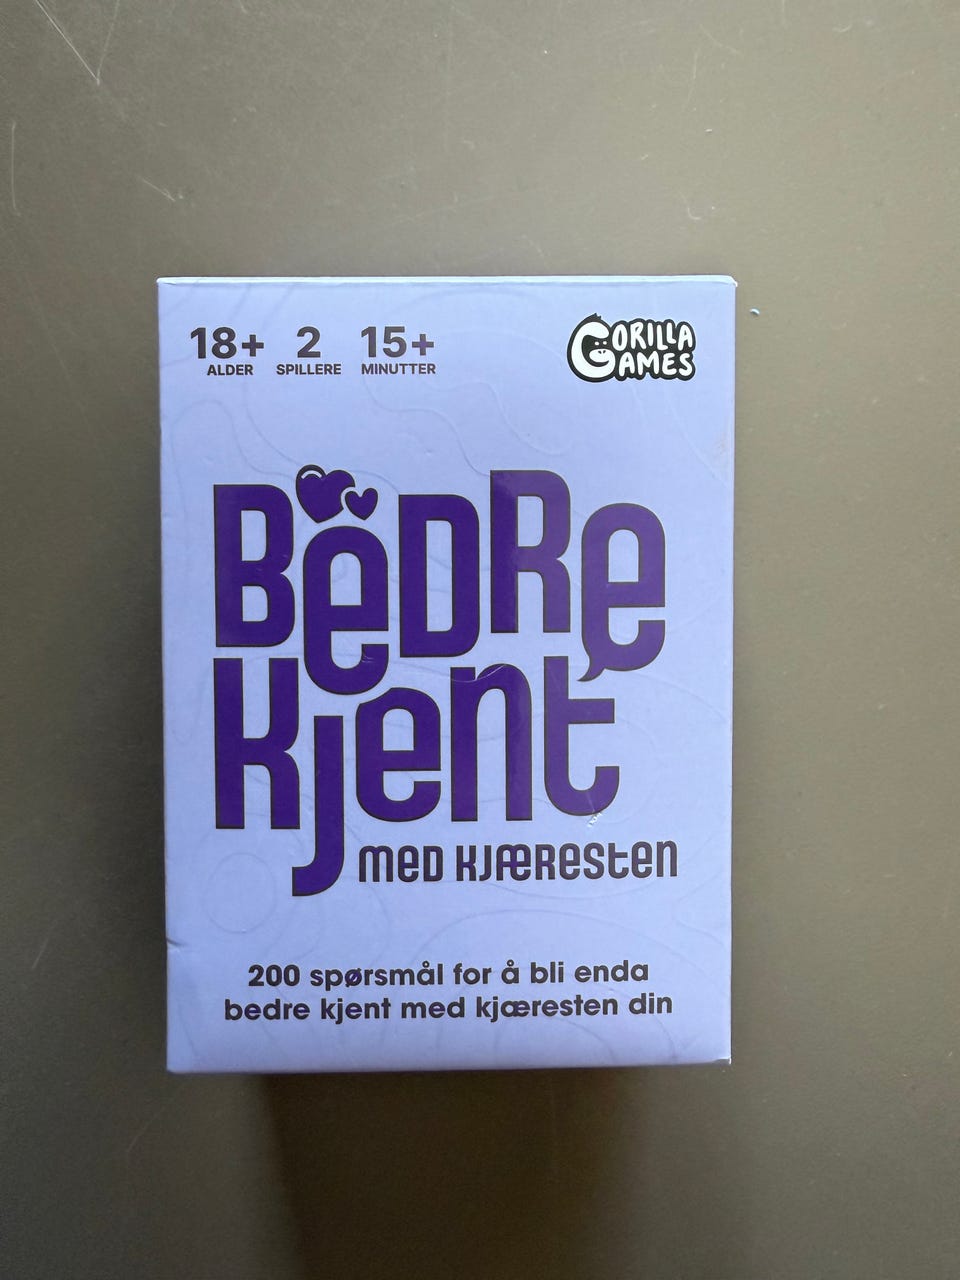 18+ 2 15+
ALDER SPILLERE MINUTTER
GORILLA
GAMES
BEDRE
Kjent
MED KJÆRESTEN
200 spørsmål for å bli enda
bedre kjent med kjæresten din